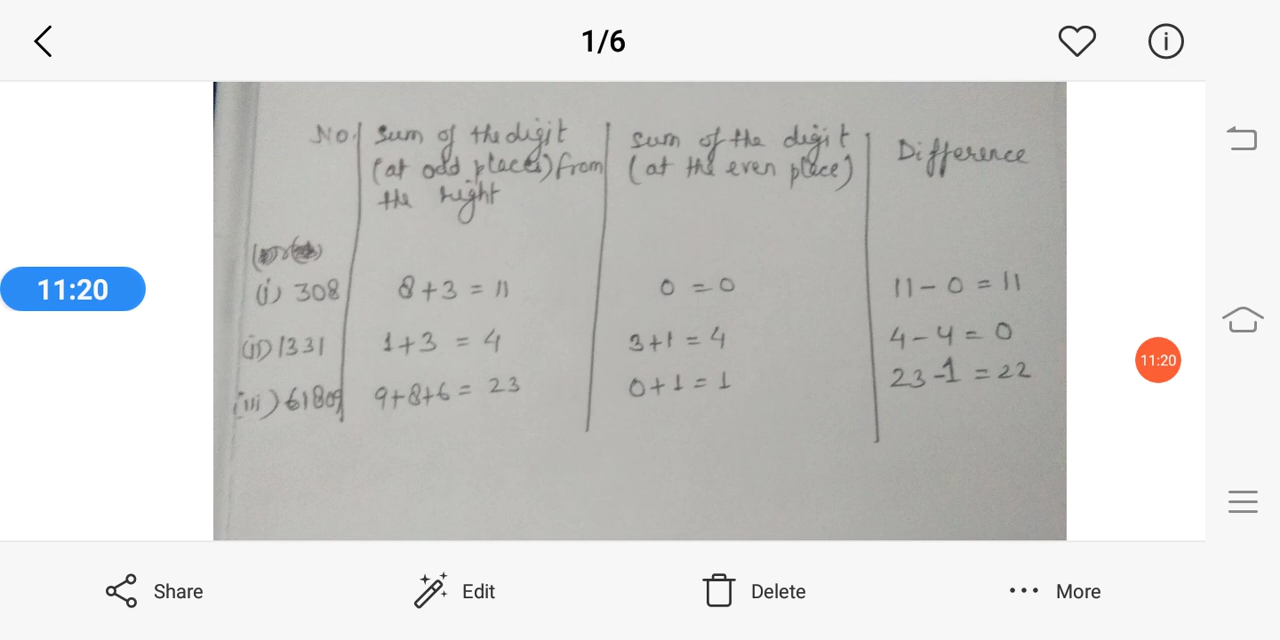 1/6
No. Sum of the digit (at odd places) from the right
Sum of the digit (at the even place)
Difference
(i) 308 8+3 = 11 0 = 0 11 - 0 = 11
(ii) 1331 1+3 = 4 3+1 = 4 4 - 4 = 0
(iii) 61809 9+8+6 = 23 0+1 = 1 23 - 1 = 22
11:20
11:20
Share Edit Delete More